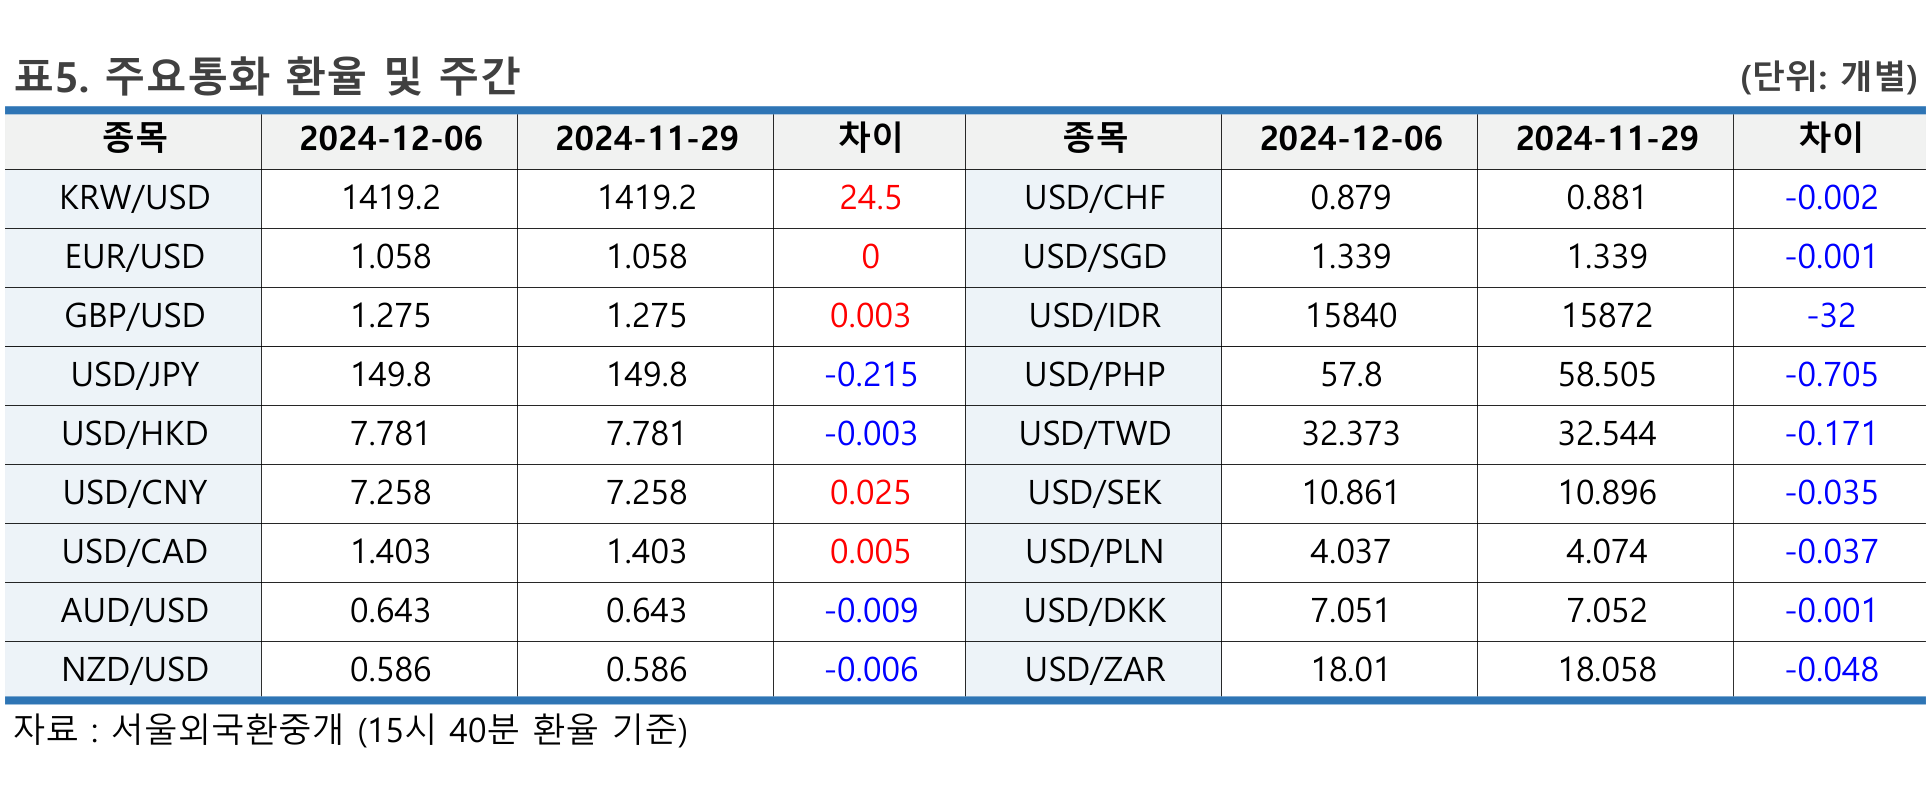 표5. 주요통화 환율 및 주간 (단위: 개별)
종목 2024-12-06 2024-11-29 차이 종목 2024-12-06 2024-11-29 차이
KRW/USD 1419.2 1419.2 24.5 USD/CHF 0.879 0.881 -0.002
EUR/USD 1.058 1.058 0 USD/SGD 1.339 1.339 -0.001
GBP/USD 1.275 1.275 0.003 USD/IDR 15840 15872 -32
USD/JPY 149.8 149.8 -0.215 USD/PHP 57.8 58.505 -0.705
USD/HKD 7.781 7.781 -0.003 USD/TWD 32.373 32.544 -0.171
USD/CNY 7.258 7.258 0.025 USD/SEK 10.861 10.896 -0.035
USD/CAD 1.403 1.403 0.005 USD/PLN 4.037 4.074 -0.037
AUD/USD 0.643 0.643 -0.009 USD/DKK 7.051 7.052 -0.001
NZD/USD 0.586 0.586 -0.006 USD/ZAR 18.01 18.058 -0.048
자료 : 서울외국환중개 (15시 40분 환율 기준)